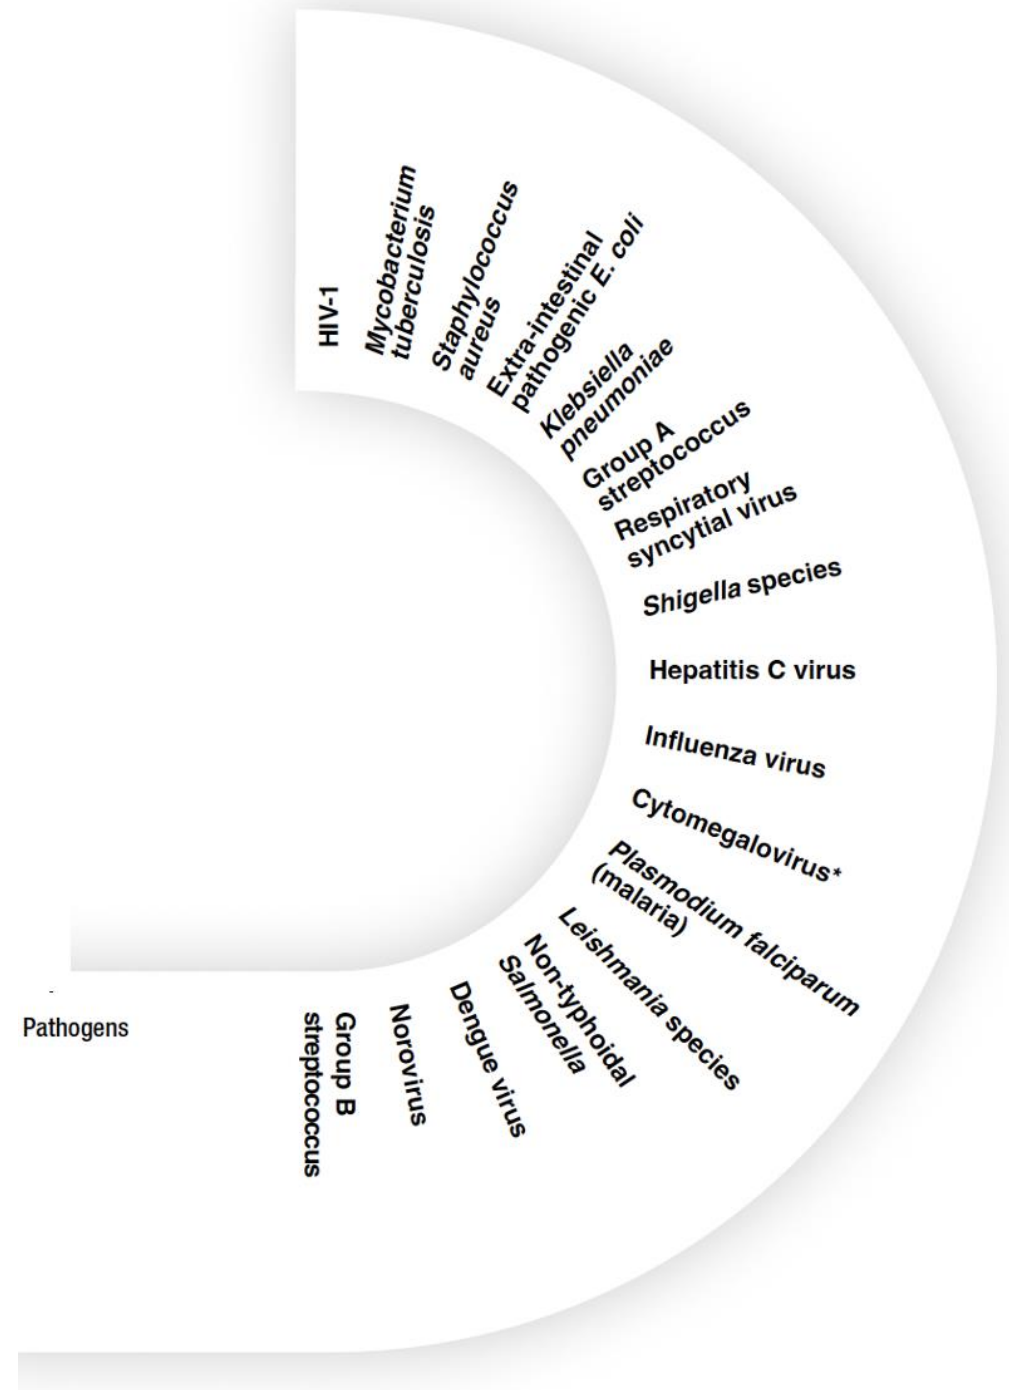 HIV-1
Mycobacterium
tuberculosis
Staphylococcus
aureus
Extra-intestinal
pathogenic E. coli
Klebsiella
pneumoniae
Group A
streptococcus
Respiratory
syncytial virus
Shigella species
Hepatitis C virus
Influenza virus
Cytomegalovirus*
Plasmodium falciparum
(malaria)
Leishmania species
Non-typhoidal
Salmonella
Dengue virus
Norovirus
Group B
streptococcus
Pathogens